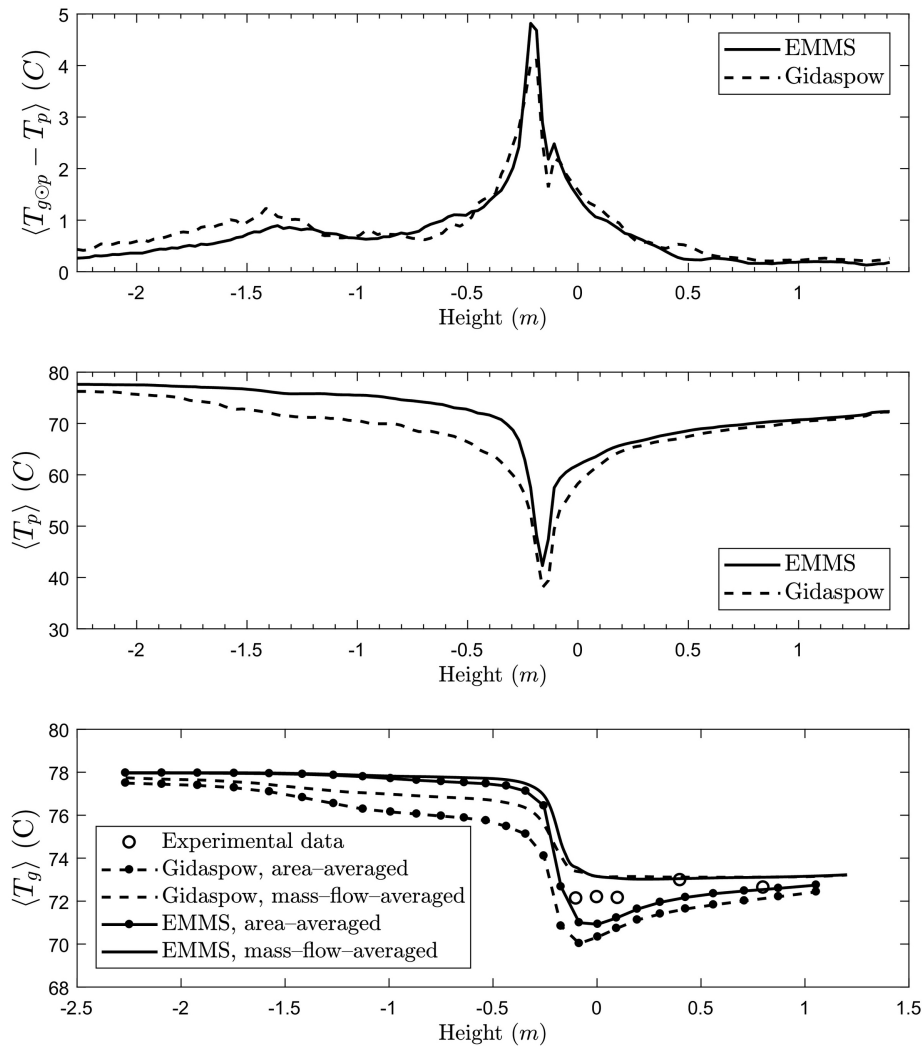 5
4
3
2
1
0
⟨T_{g⊙p} − T_p⟩ (C)
EMMS
Gidaspow
-2
-1.5
-1
-0.5
0
0.5
1
Height (m)
80
70
60
50
40
30
⟨T_p⟩ (C)
EMMS
Gidaspow
-2
-1.5
-1
-0.5
0
0.5
1
Height (m)
80
78
76
74
72
70
68
⟨T_g⟩ (C)
Experimental data
Gidaspow, area–averaged
Gidaspow, mass–flow–averaged
EMMS, area–averaged
EMMS, mass–flow–averaged
-2.5
-2
-1.5
-1
-0.5
0
0.5
1
1.5
Height (m)